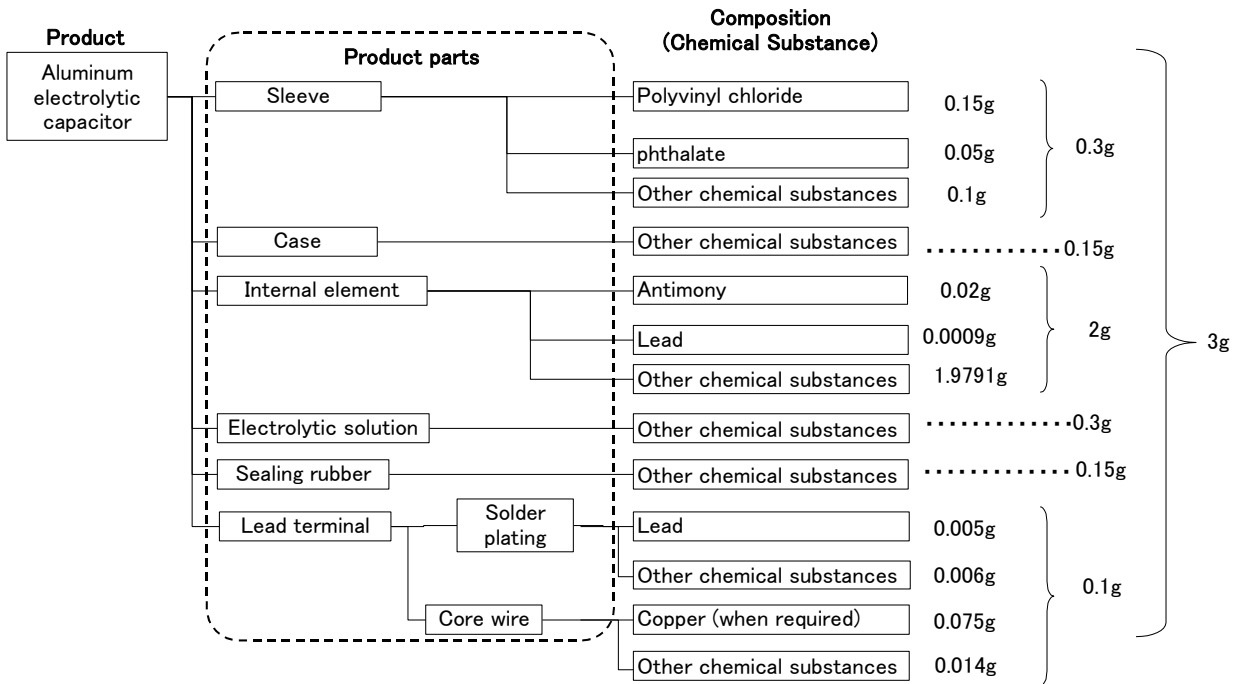 Product
Aluminum
electrolytic
capacitor
Product parts
Composition
(Chemical Substance)
Sleeve
Polyvinyl chloride
0.15g
phthalate
0.05g
Other chemical substances
0.1g
0.3g
Case
Other chemical substances
............0.15g
Internal element
Antimony
0.02g
Lead
0.0009g
Other chemical substances
1.9791g
2g
Electrolytic solution
Other chemical substances
.............0.3g
Sealing rubber
Other chemical substances
.............0.15g
Lead terminal
Solder
plating
Lead
0.005g
Other chemical substances
0.006g
Core wire
Copper (when required)
0.075g
Other chemical substances
0.014g
0.1g
3g